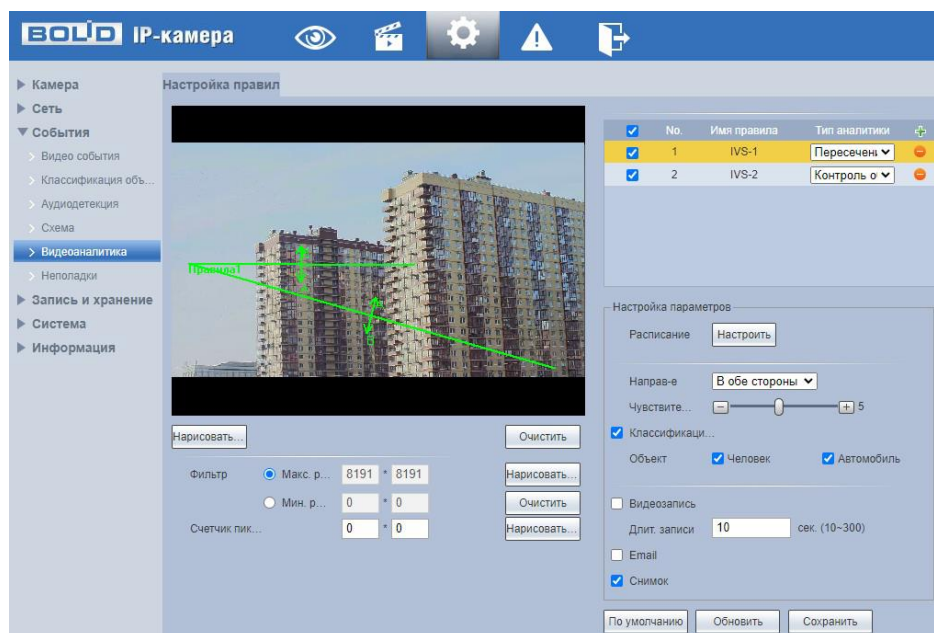 BOLID IP-камера
Камера
Сеть
События
Видео события
Классификация объ...
Аудиодетекция
Схема
Видеоаналитика
Неполадки
Запись и хранение
Система
Информация
Настройка правил
Правила1
Нарисовать...
Очистить
Фильтр Макс. р... 8191 * 8191 Нарисовать...
Мин. р... 0 * 0 Очистить
Счетчик пик... 0 * 0 Нарисовать...
No. Имя правила Тип аналитики
1 IVS-1 Пересечень
2 IVS-2 Контроль о
Настройка параметров
Расписание Настроить
Направ-е В обе стороны
Чувствите... 5
Классификаци...
Объект Человек Автомобиль
Видеозапись
Длит. записи 10 сек. (10~300)
Email
Снимок
По умолчанию Обновить Сохранить